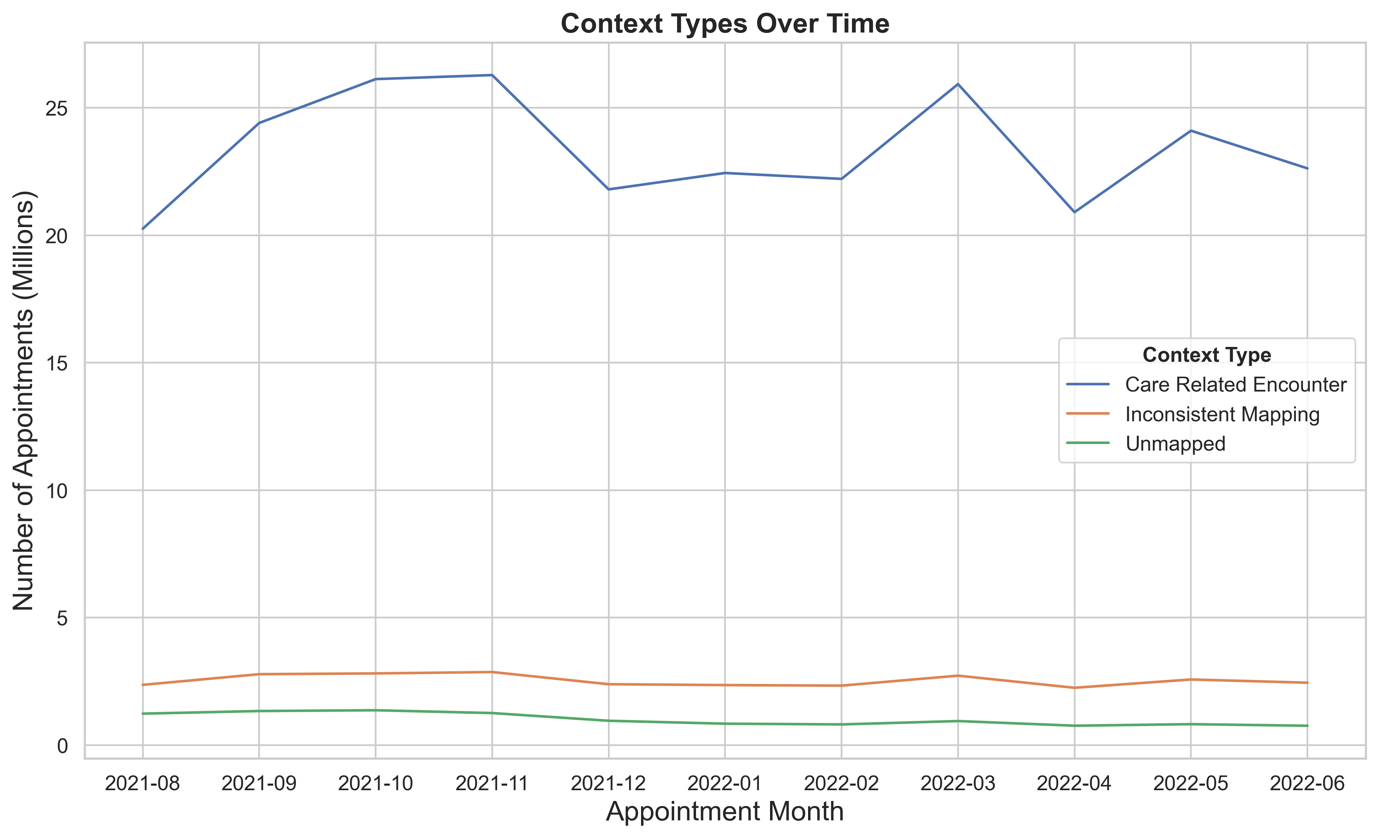 Context Types Over Time
Number of Appointments (Millions)
25
20
15
10
5
0
Context Type
Care Related Encounter
Inconsistent Mapping
Unmapped
2021-08 2021-09 2021-10 2021-11 2021-12 2022-01 2022-02 2022-03 2022-04 2022-05 2022-06
Appointment Month